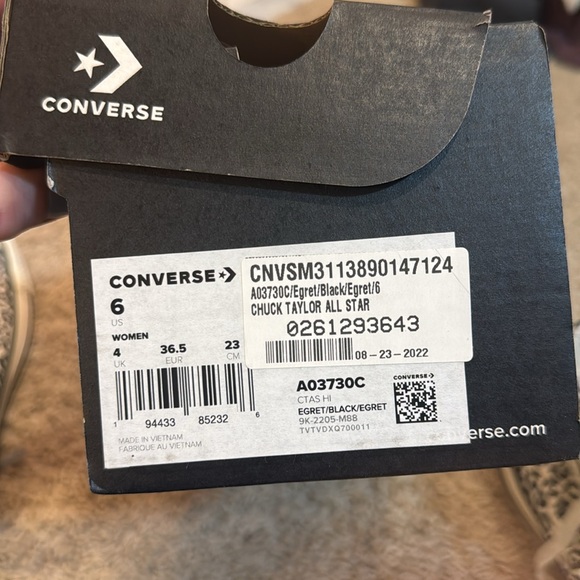 CONVERSE
CONVERSE
6
US
WOMEN
4 36.5 23
UK EUR CM
1 94433 85232 6
MADE IN VIETNAM
FABRIQUE AU VIETNAM
CNVSM3113890147124
A03730C/Egret/Black/Egret/6
CHUCK TAYLOR ALL STAR
0261293643
08-23-2022
A03730C
CTAS HI
EGRET/BLACK/EGRET
9K-2205-M88
TVTVDXQ700011
CONVERSE
erse.com